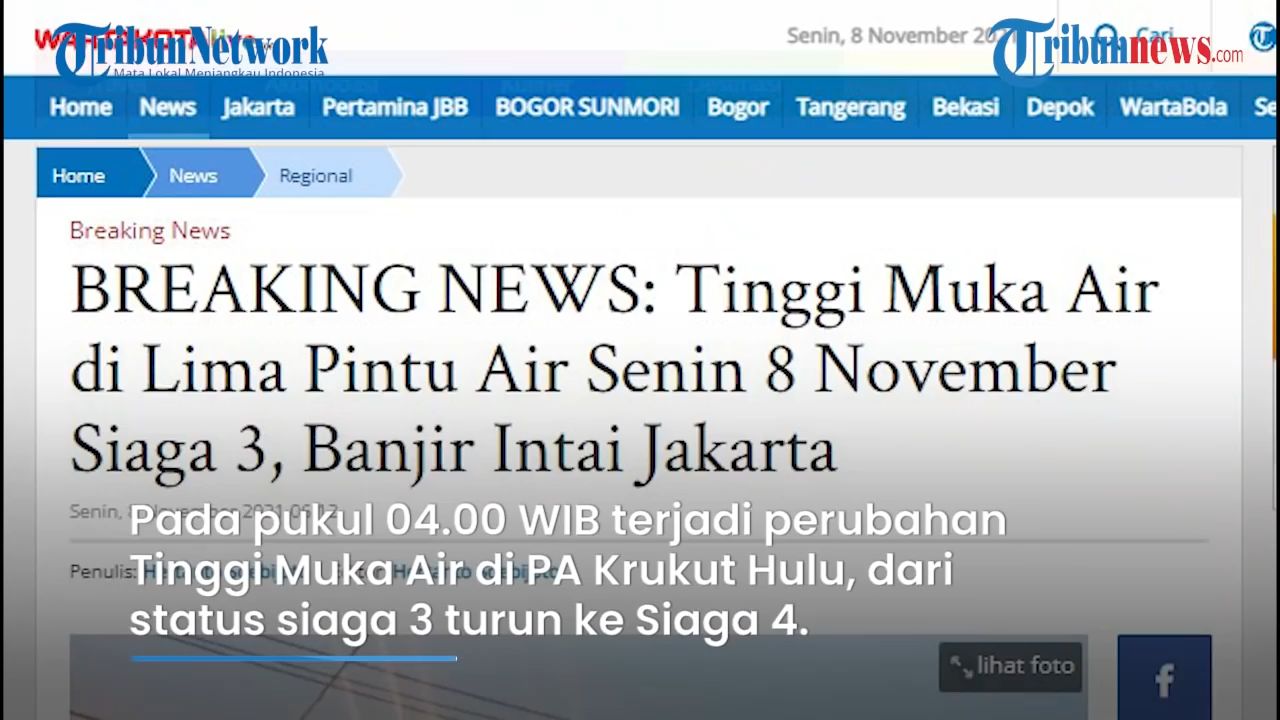 TribunNetwork
Mata Lokal Menjangkau Indonesia
Senin, 8 November
Cari
Tribunnews.com
Home News Jakarta Pertamina JBB BOGOR SUNMORI Bogor Tangerang Bekasi Depok WartaBola
Home News Regional
Breaking News
BREAKING NEWS: Tinggi Muka Air
di Lima Pintu Air Senin 8 November
Siaga 3, Banjir Intai Jakarta
Senin,
Pada pukul 04.00 WIB terjadi perubahan
Penulis:
Tinggi Muka Air di PA Krukut Hulu, dari
status siaga 3 turun ke Siaga 4.
lihat foto
f